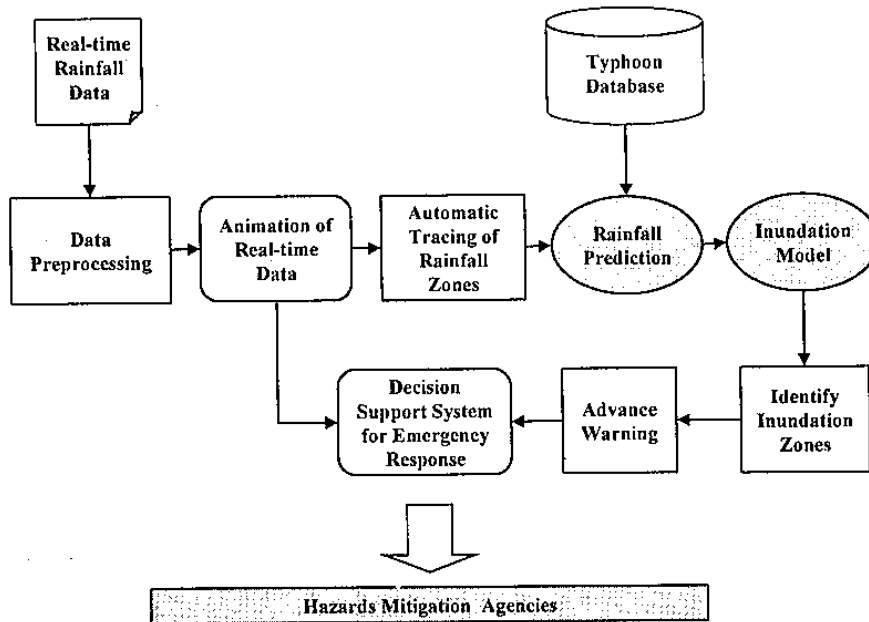 Real-time
Rainfall
Data
Typhoon
Database
Data
Preprocessing
Animation of
Real-time
Data
Automatic
Tracing of
Rainfall
Zones
Rainfall
Prediction
Inundation
Model
Decision
Support System
for Emergency
Response
Advance
Warning
Identify
Inundation
Zones
Hazards Mitigation Agencies